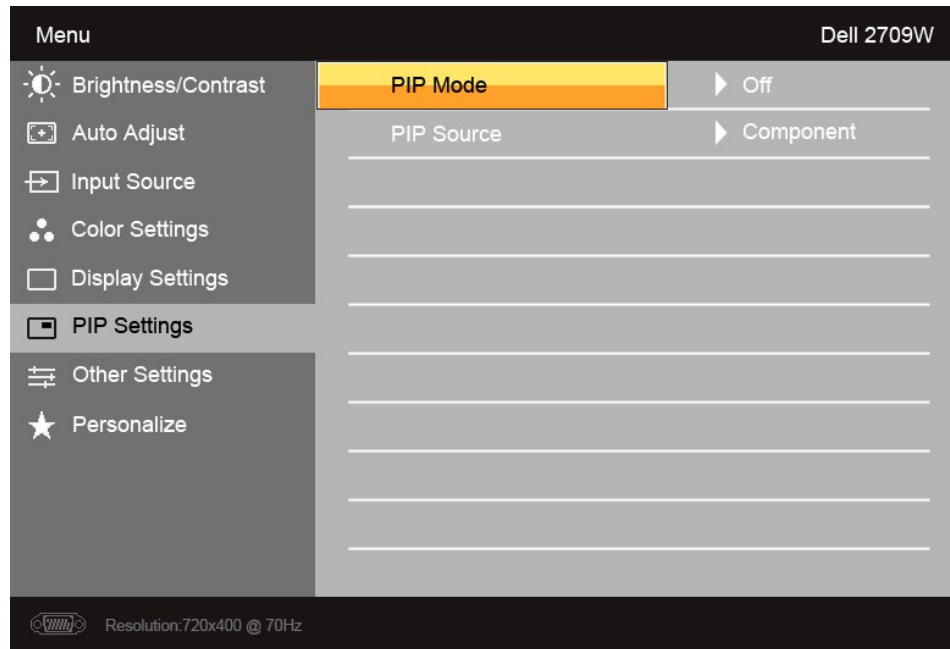 Menu Dell 2709W
Brightness/Contrast PIP Mode Off
Auto Adjust PIP Source Component
Input Source
Color Settings
Display Settings
PIP Settings
Other Settings
Personalize
Resolution:720x400 @ 70Hz